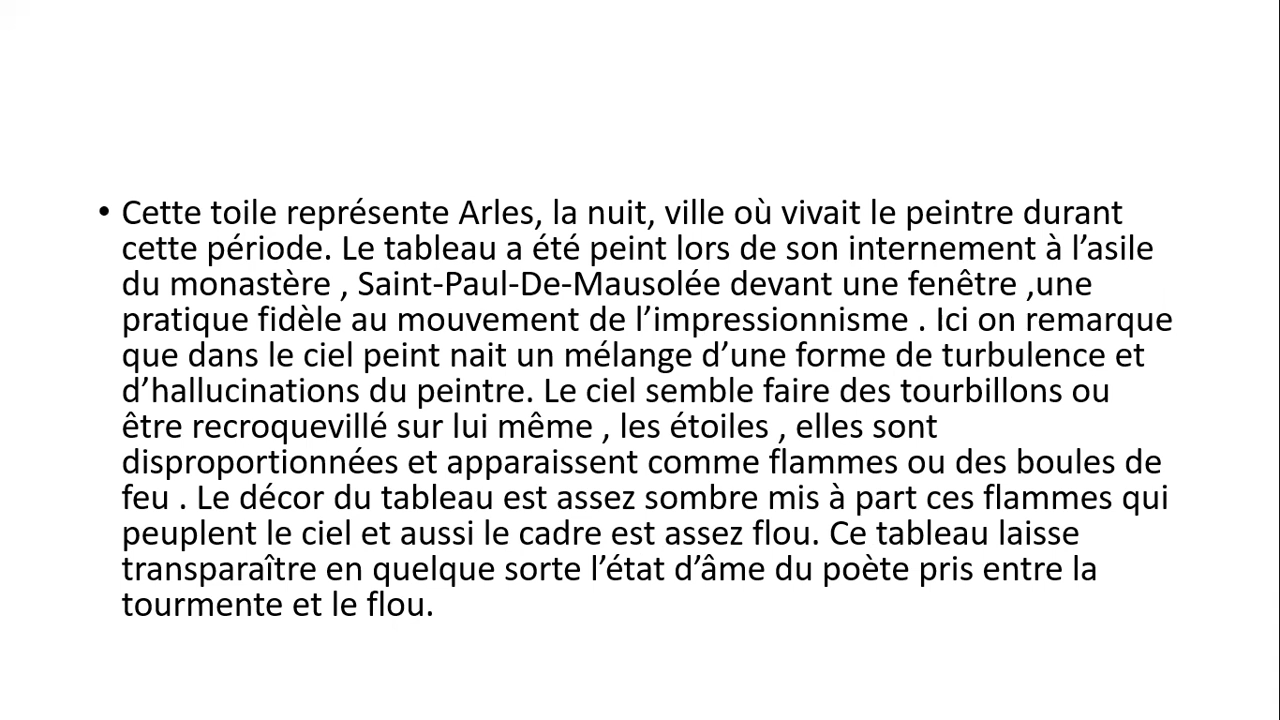 • Cette toile représente Arles, la nuit, ville où vivait le peintre durant
cette période. Le tableau a été peint lors de son internement à l’asile
du monastère , Saint-Paul-De-Mausolée devant une fenêtre ,une
pratique fidèle au mouvement de l’impressionnisme . Ici on remarque
que dans le ciel peint nait un mélange d’une forme de turbulence et
d’hallucinations du peintre. Le ciel semble faire des tourbillons ou
être recroquevillé sur lui même , les étoiles , elles sont
disproportionnées et apparaissent comme flammes ou des boules de
feu . Le décor du tableau est assez sombre mis à part ces flammes qui
peuplent le ciel et aussi le cadre est assez flou. Ce tableau laisse
transparaître en quelque sorte l’état d’âme du poète pris entre la
tourmente et le flou.